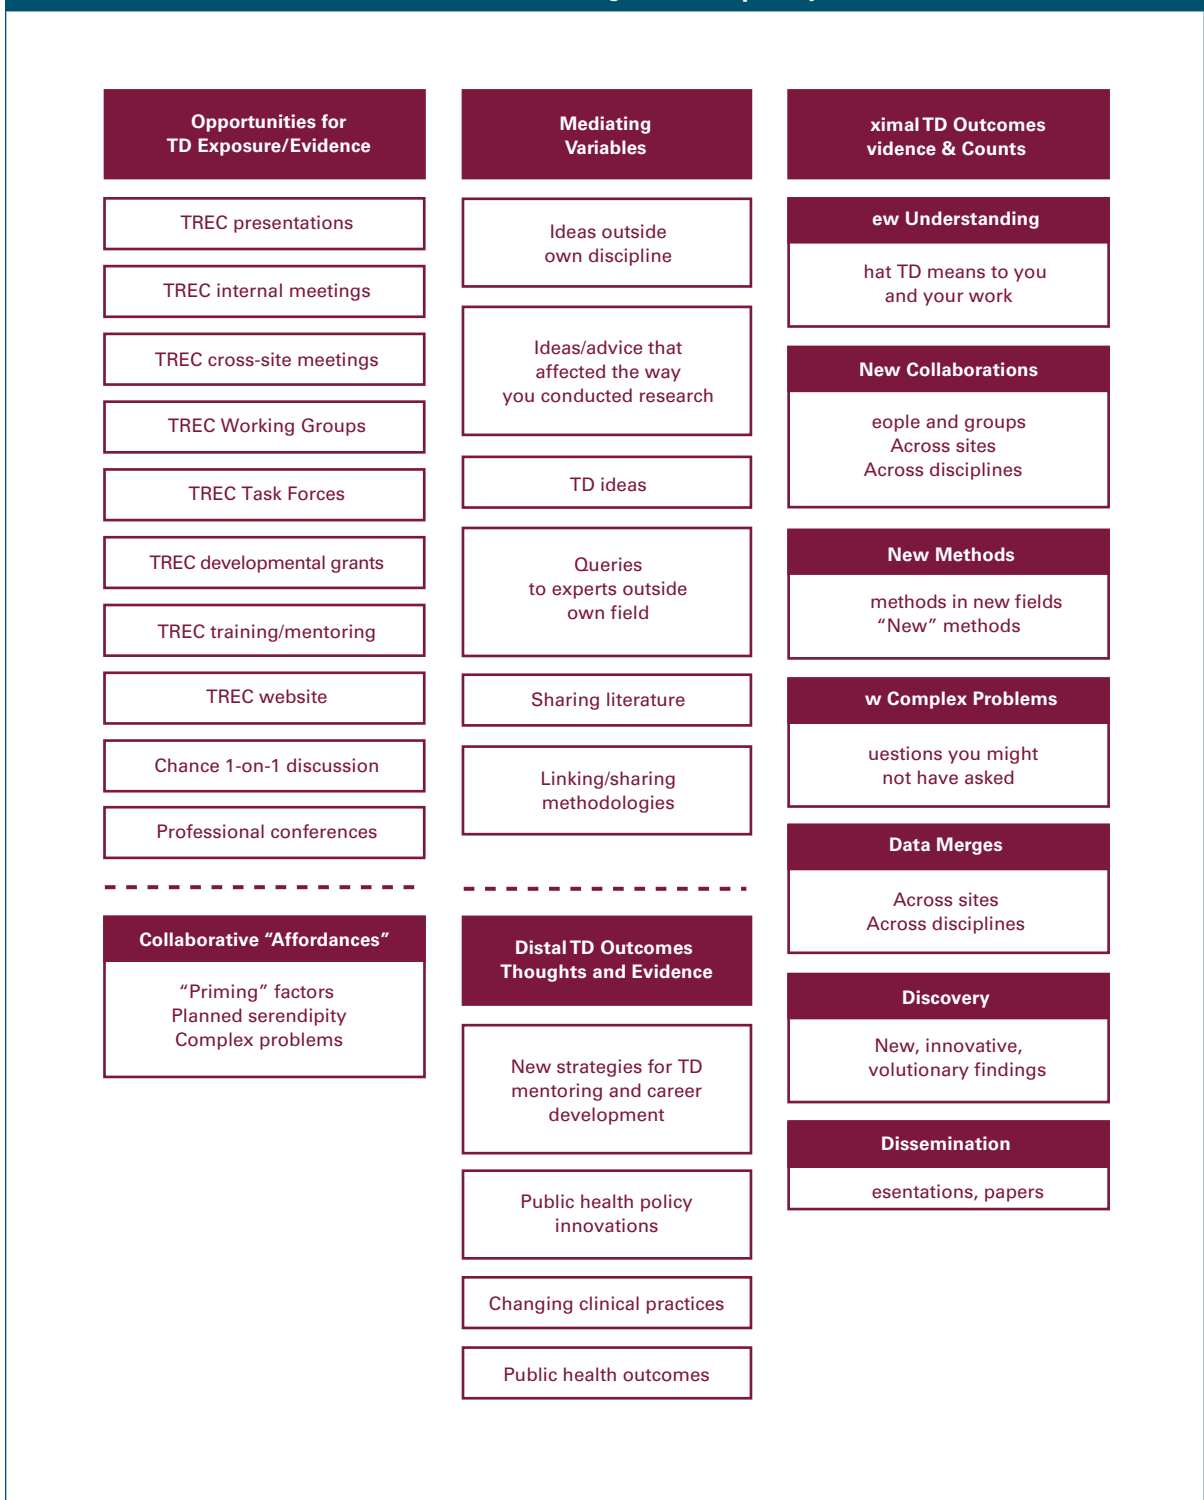 Opportunities for
TD Exposure/Evidence
TREC presentations
TREC internal meetings
TREC cross-site meetings
TREC Working Groups
TREC Task Forces
TREC developmental grants
TREC training/mentoring
TREC website
Chance 1-on-1 discussion
Professional conferences
Collaborative “Affordances”
“Priming” factors
Planned serendipity
Complex problems
Mediating
Variables
Ideas outside
own discipline
Ideas/advice that
affected the way
you conducted research
TD ideas
Queries
to experts outside
own field
Sharing literature
Linking/sharing
methodologies
Distal TD Outcomes
Thoughts and Evidence
New strategies for TD
mentoring and career
development
Public health policy
innovations
Changing clinical practices
Public health outcomes
ximal TD Outcomes
vidence & Counts
ew Understanding
hat TD means to you
and your work
New Collaborations
eople and groups
Across sites
Across disciplines
New Methods
methods in new fields
“New” methods
w Complex Problems
uestions you might
not have asked
Data Merges
Across sites
Across disciplines
Discovery
New, innovative,
volutionary findings
Dissemination
esentations, papers